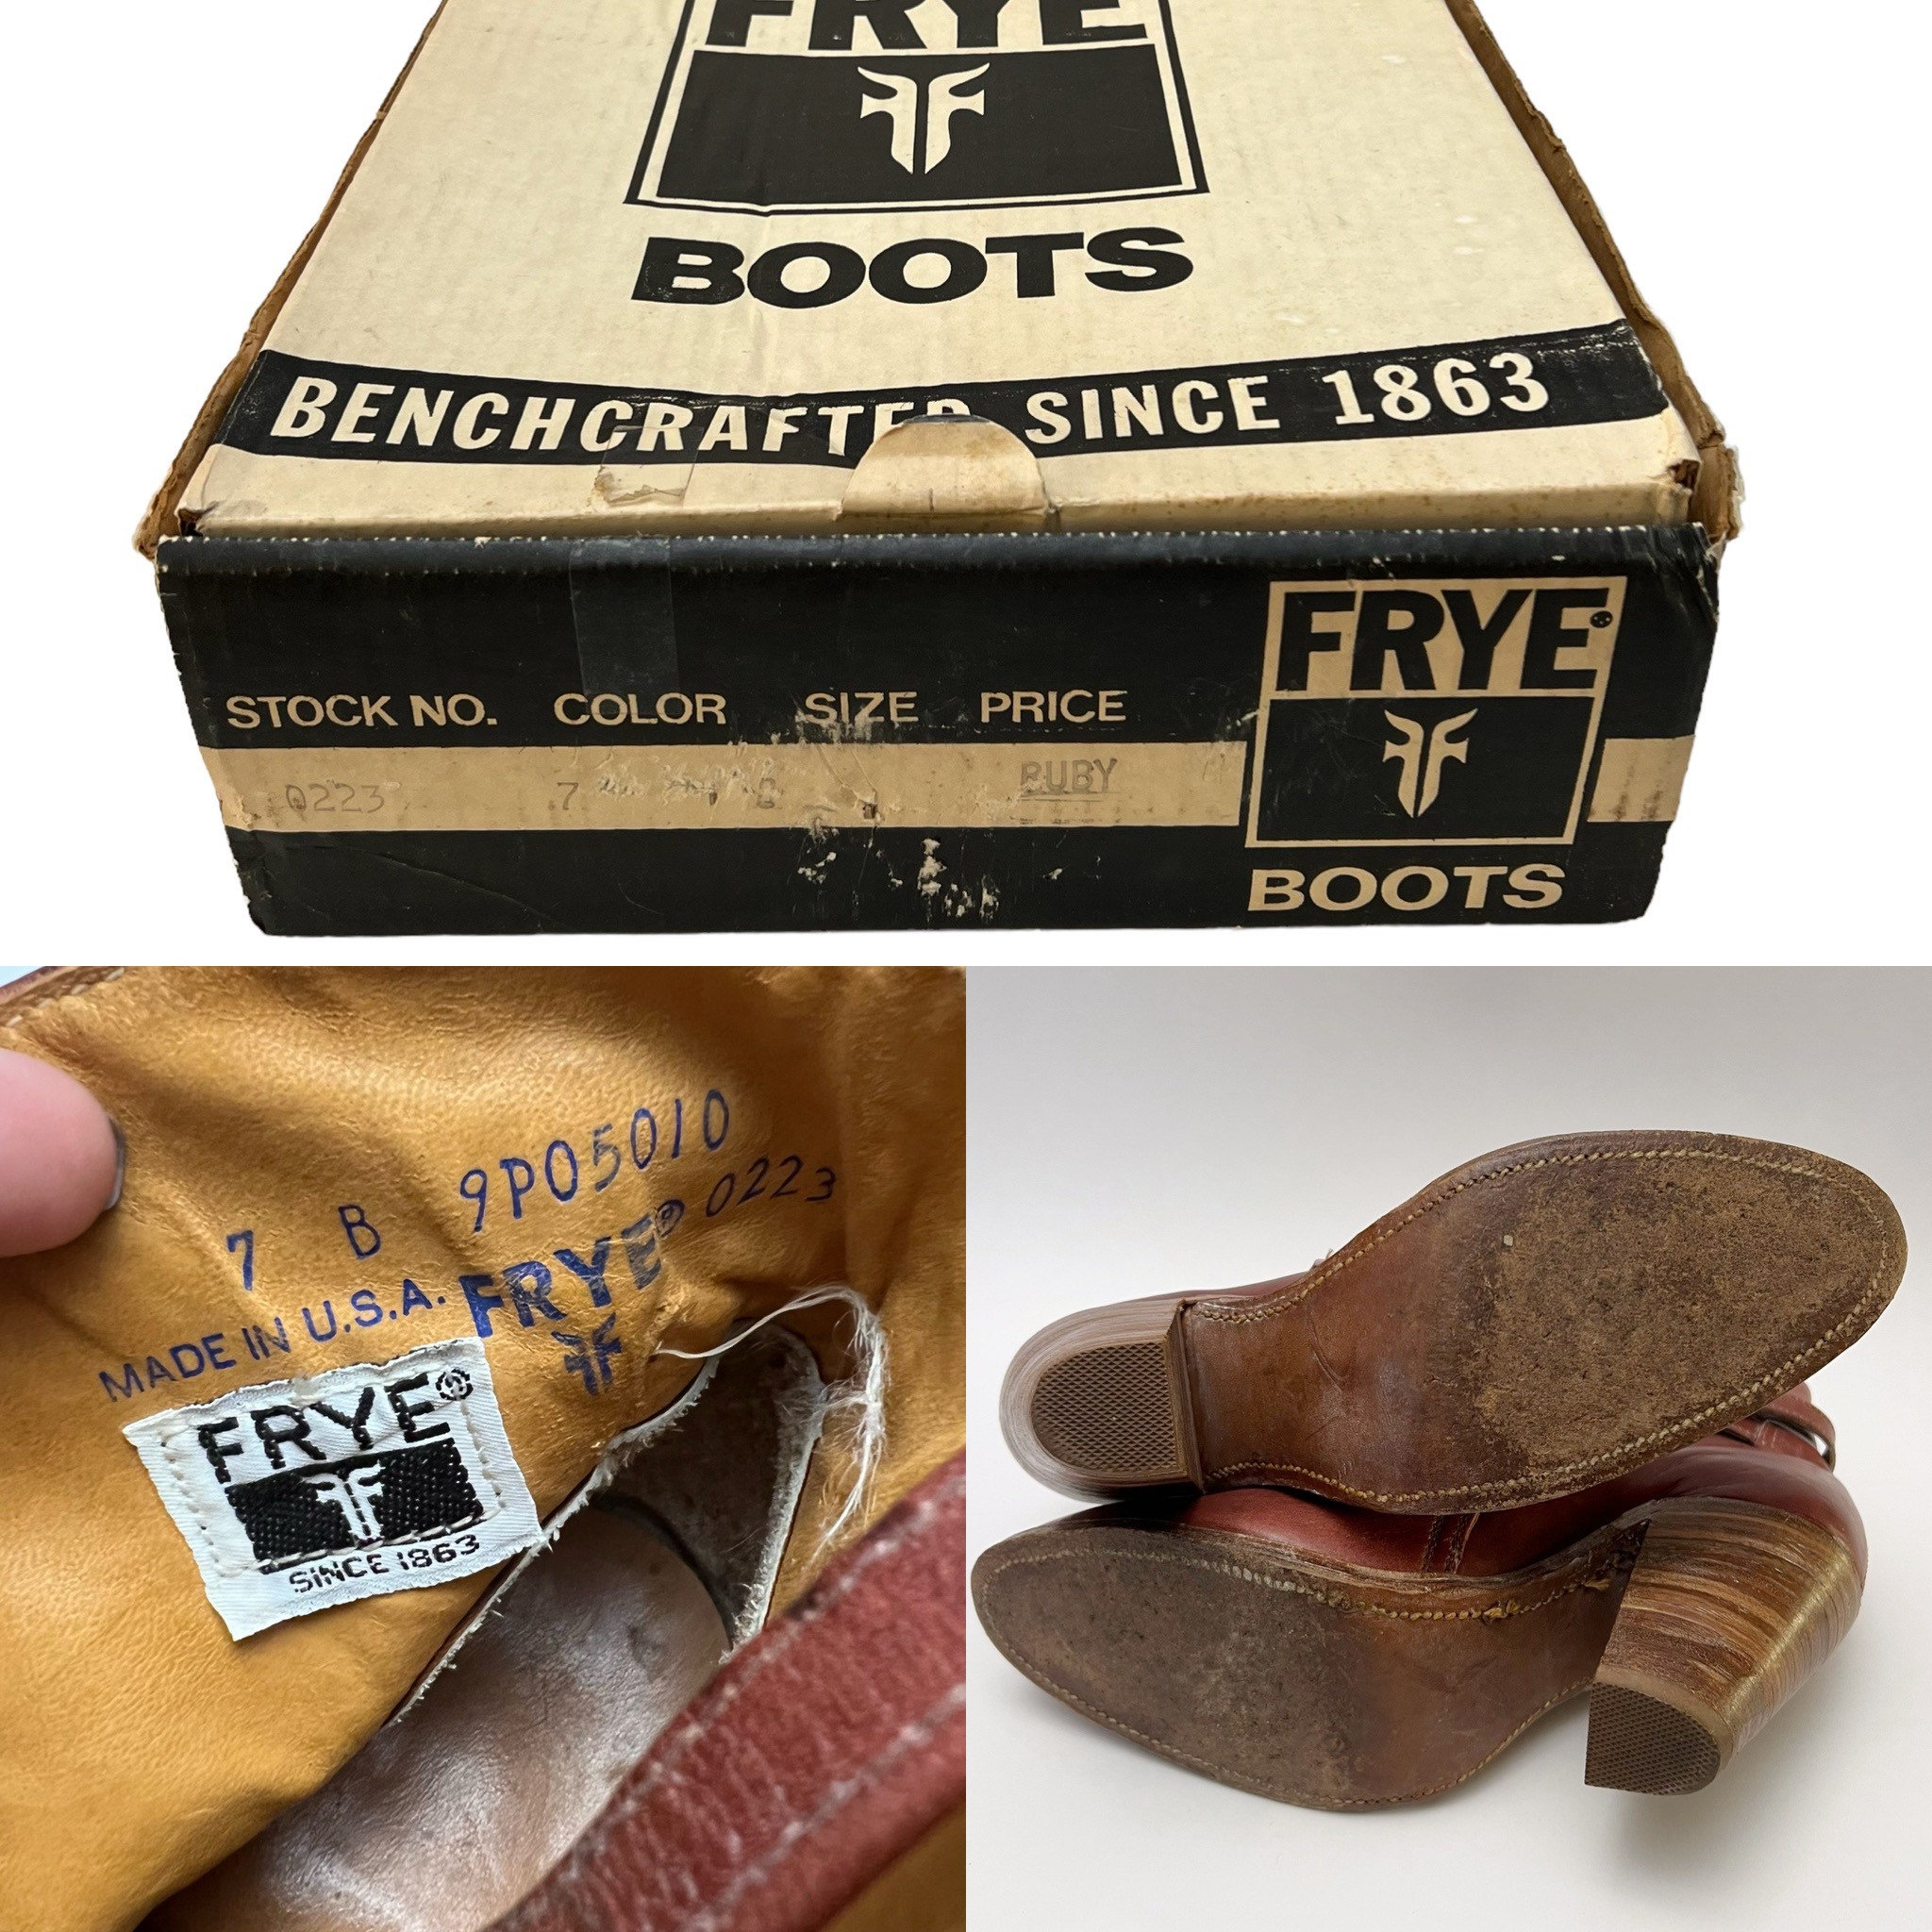 FRYE
BOOTS
BENCHCRAFTED SINCE 1863
STOCK NO. COLOR SIZE PRICE
0223 7 RUBY
FRYE®
BOOTS
7 B 9P05010
MADE IN U.S.A. FRYE® 0223
FRYE®
SINCE 1863